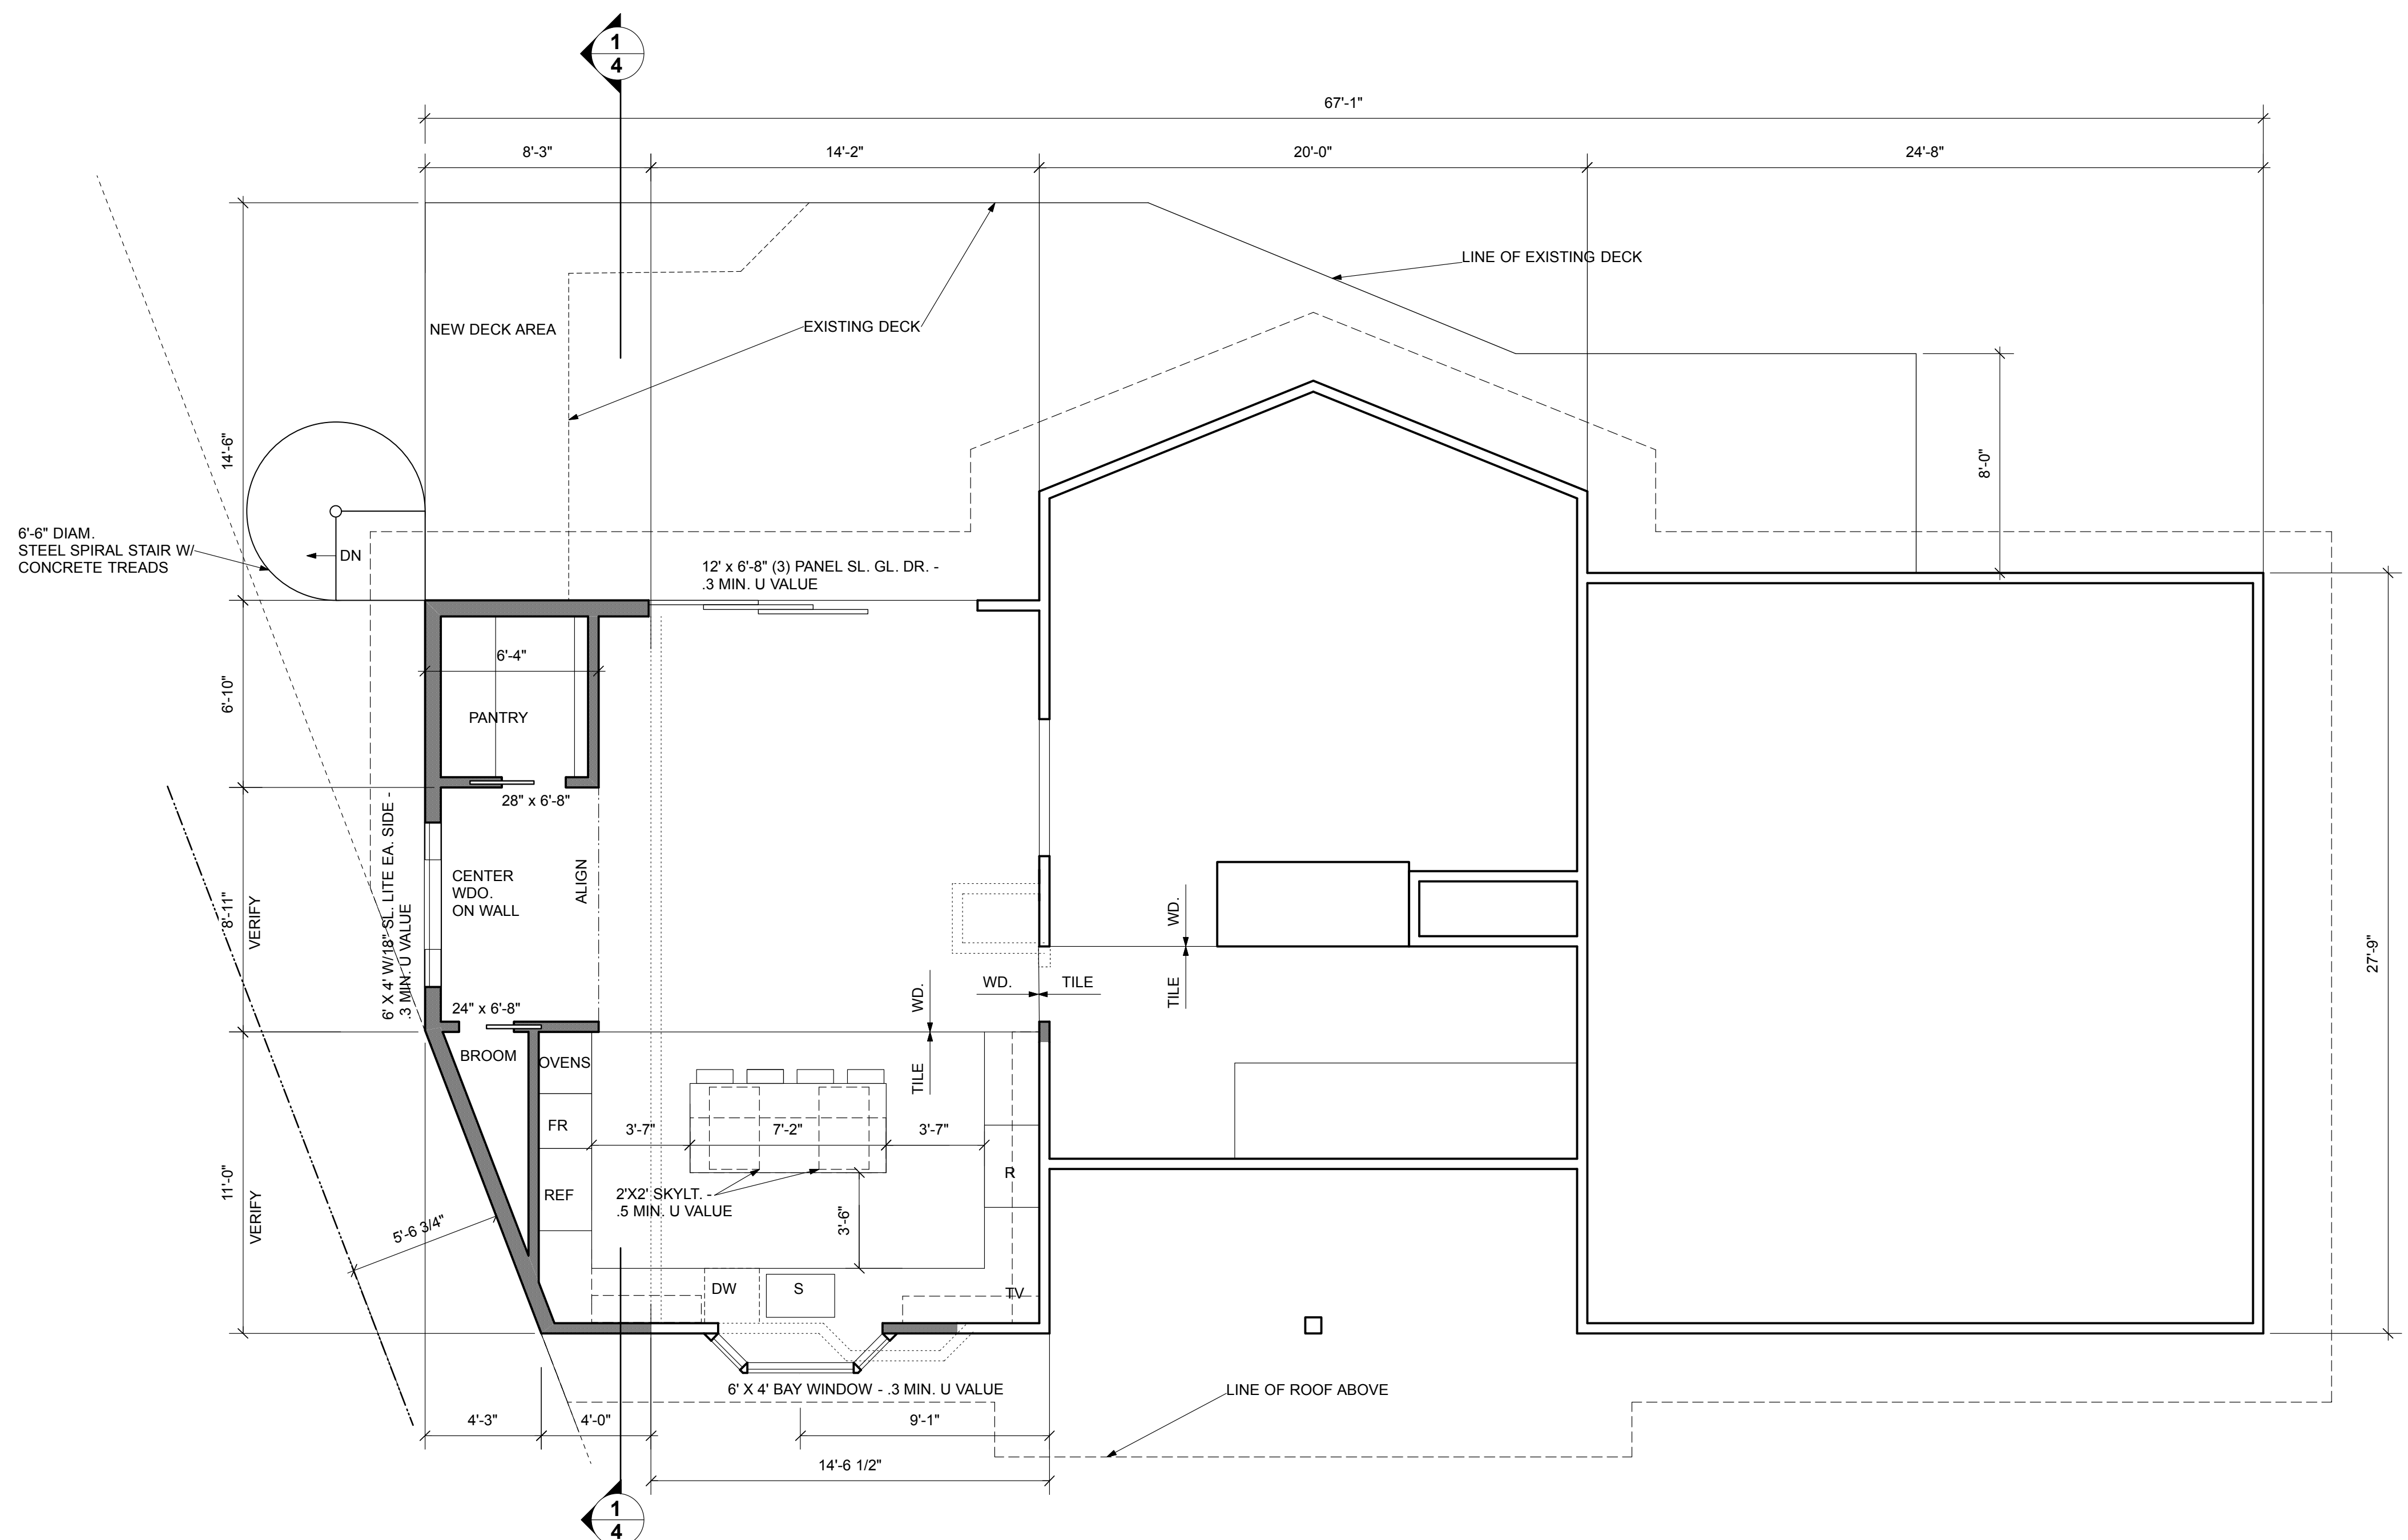 1
4
67'-1"
8'-3"
14'-2"
20'-0"
24'-8"
LINE OF EXISTING DECK
NEW DECK AREA
EXISTING DECK
14'-6"
8'-0"
6'-6" DIAM.
STEEL SPIRAL STAIR W/
CONCRETE TREADS
DN
12' x 6'-8" (3) PANEL SL. GL. DR. -
.3 MIN. U VALUE
6'-4"
6'-10"
PANTRY
28" x 6'-8"
6' X 4' W/18" SL. LITE EA. SIDE -
.3 MIN. U VALUE
CENTER
WDO.
ON WALL
ALIGN
8'-11"
VERIFY
WD.
TILE
WD.
TILE
WD.
TILE
27'-9"
24" x 6'-8"
BROOM
OVENS
FR
3'-7"
7'-2"
3'-7"
R
REF
2'X2' SKYLT. -
.5 MIN. U VALUE
3'-6"
11'-0"
VERIFY
5'-6 3/4"
DW
S
TV
6' X 4' BAY WINDOW - .3 MIN. U VALUE
LINE OF ROOF ABOVE
4'-3"
4'-0"
9'-1"
14'-6 1/2"
1
4